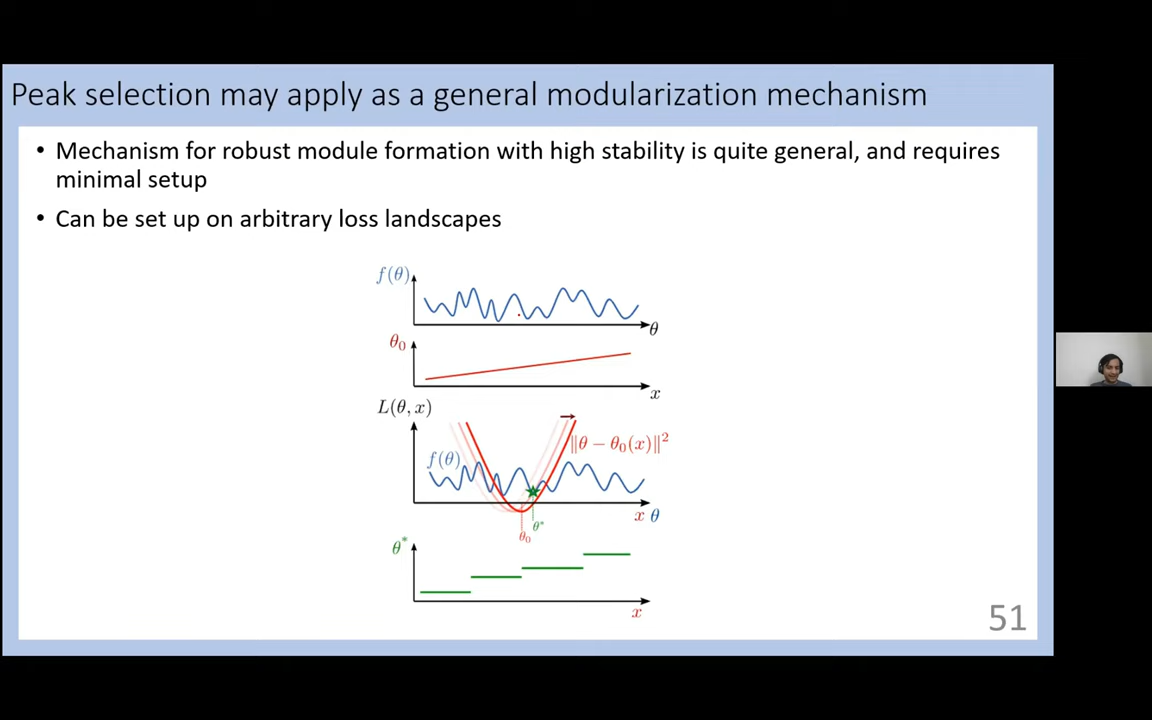 Peak selection may apply as a general modularization mechanism
• Mechanism for robust module formation with high stability is quite general, and requires
minimal setup
• Can be set up on arbitrary loss landscapes
f(θ)
θ
θ₀
x
L(θ, x)
‖θ − θ₀(x)‖²
f(θ)
x θ
θ*
θ₀
θ*
x
51